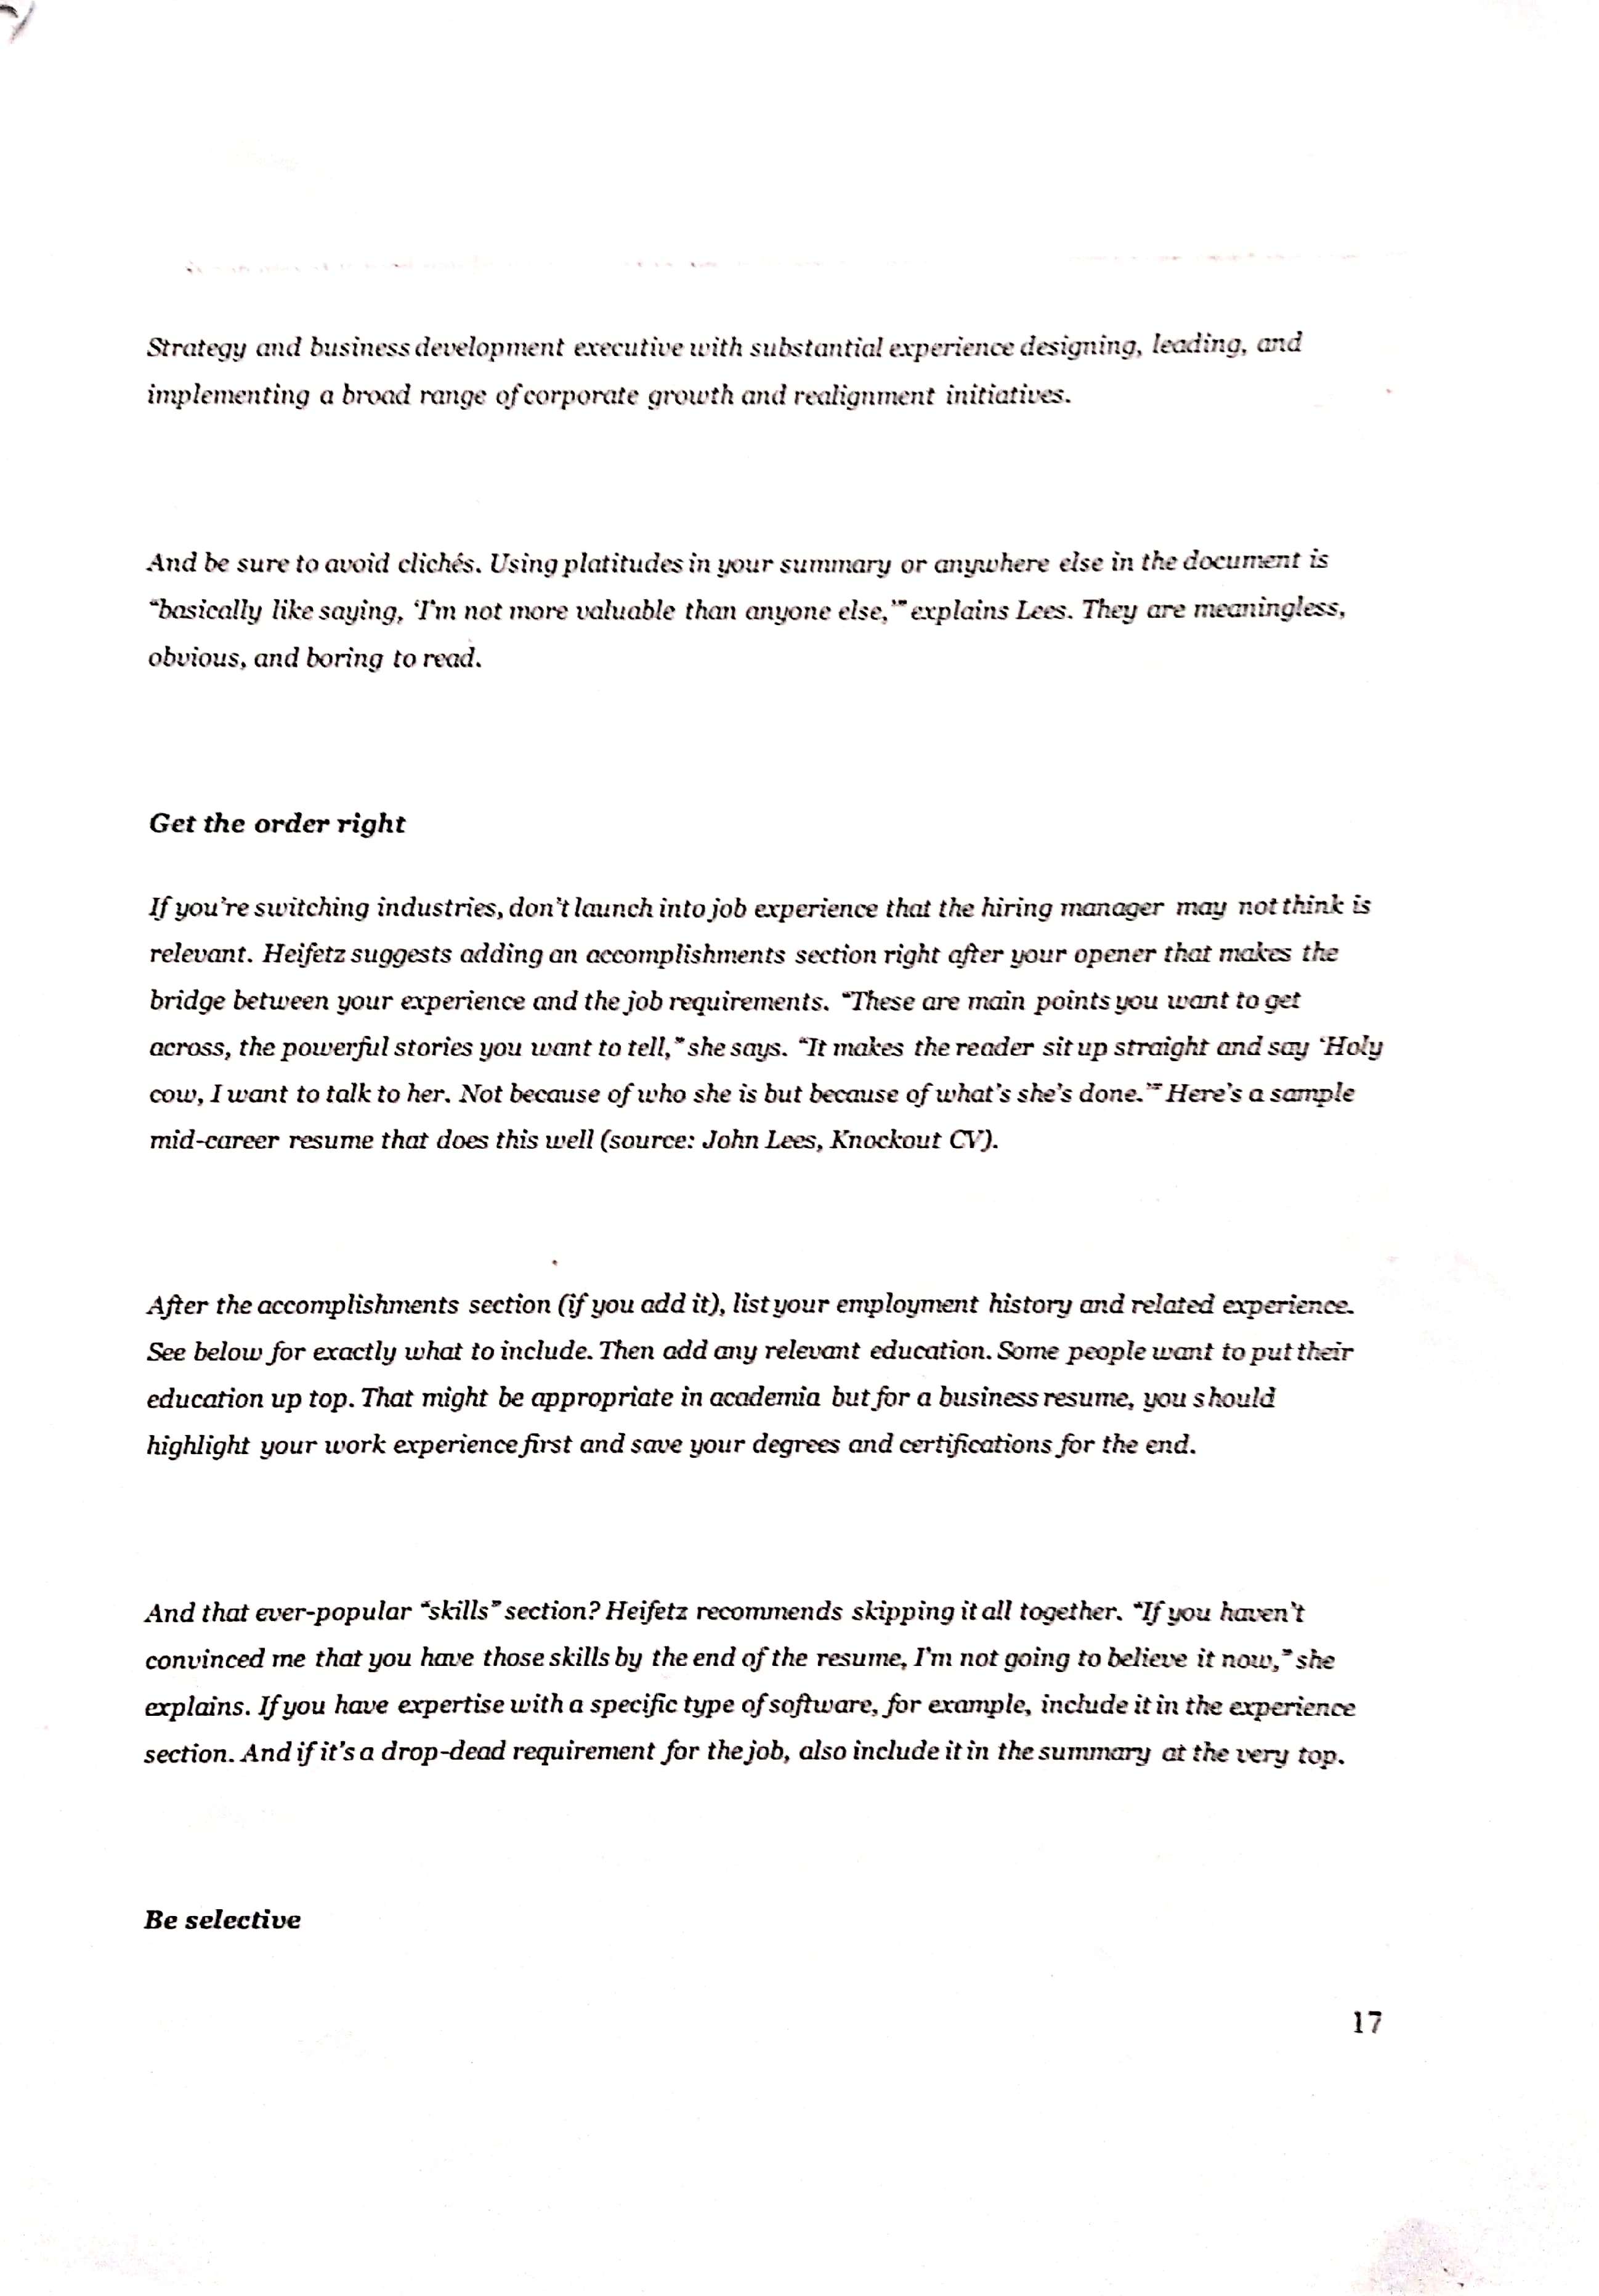 Strategy and business development executive with substantial experience designing, leading, and
implementing a broad range of corporate growth and realignment initiatives.
And be sure to avoid clichés. Using platitudes in your summary or anywhere else in the document is
“basically like saying, ‘I’m not more valuable than anyone else,’” explains Lees. They are meaningless,
obvious, and boring to read.
Get the order right
If you’re switching industries, don’t launch into job experience that the hiring manager may not think is
relevant. Heifetz suggests adding an accomplishments section right after your opener that makes the
bridge between your experience and the job requirements. “These are main points you want to get
across, the powerful stories you want to tell,” she says. “It makes the reader sit up straight and say ‘Holy
cow, I want to talk to her. Not because of who she is but because of what’s she’s done.’” Here’s a sample
mid-career resume that does this well (source: John Lees, Knockout CV).
After the accomplishments section (if you add it), list your employment history and related experience.
See below for exactly what to include. Then add any relevant education. Some people want to put their
education up top. That might be appropriate in academia but for a business resume, you should
highlight your work experience first and save your degrees and certifications for the end.
And that ever-popular “skills” section? Heifetz recommends skipping it all together. “If you haven’t
convinced me that you have those skills by the end of the resume, I’m not going to believe it now,” she
explains. If you have expertise with a specific type of software, for example, include it in the experience
section. And if it’s a drop-dead requirement for the job, also include it in the summary at the very top.
Be selective
17